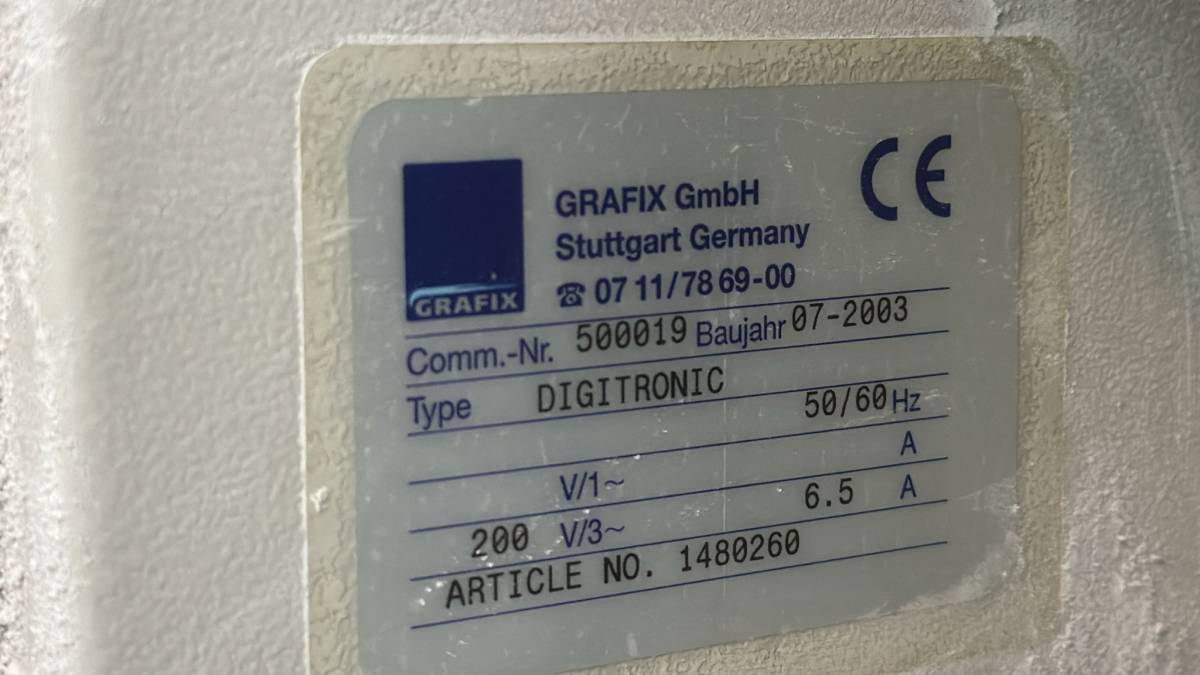 GRAFIX
GRAFIX GmbH
CE
Stuttgart Germany
☎ 07 11/78 69-00
Comm.-Nr. 500019 Baujahr 07-2003
Type DIGITRONIC
50/60 Hz
V/1~ A
200 V/3~ 6.5 A
ARTICLE NO. 1480260